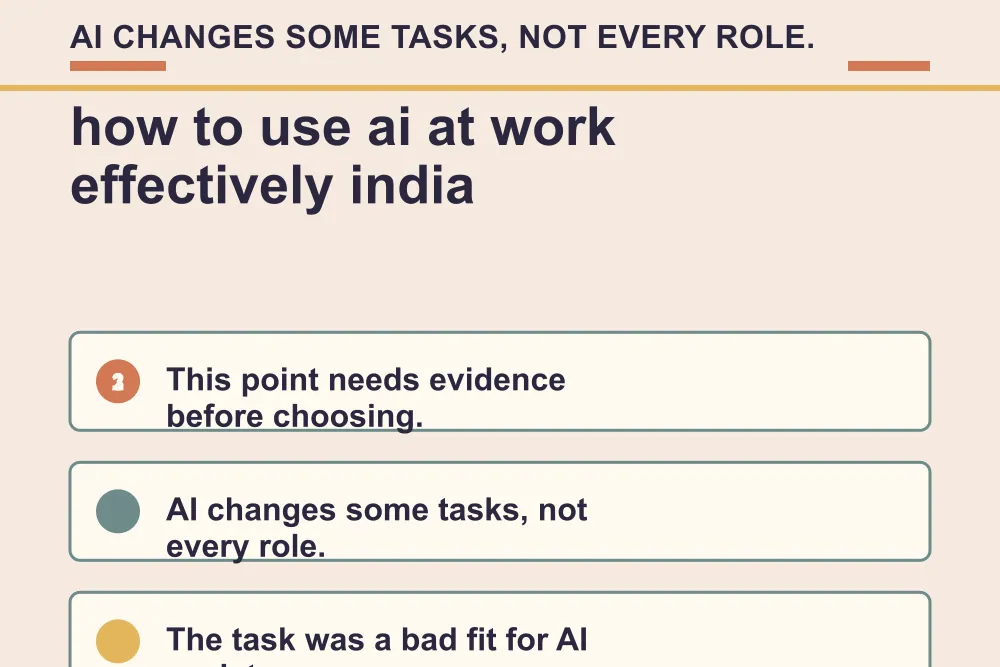 AI CHANGES SOME TASKS, NOT EVERY ROLE.
how to use ai at work
effectively india
This point needs evidence
before choosing.
AI changes some tasks, not
every role.
The task was a bad fit for AI